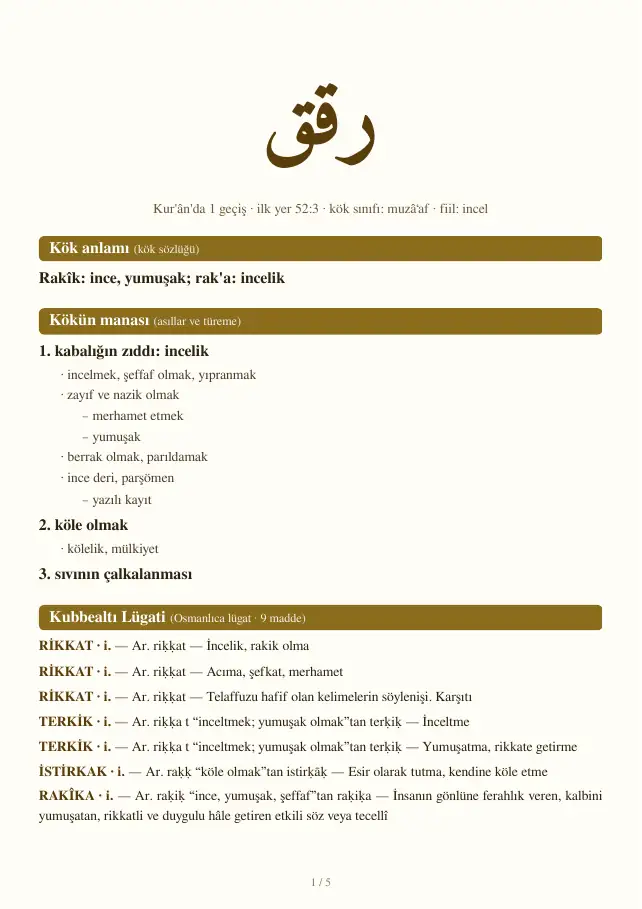 رقق
Kur'ân'da 1 geçiş · ilk yer 52:3 · kök sınıfı: muzâ'af · fiil: incel
Kök anlamı (kök sözlüğü)
Rakîk: ince, yumuşak; rak'a: incelik
Kökün manası (asıllar ve türeme)
1. kabalığın zıddı: incelik
· incelmek, şeffaf olmak, yıpranmak
· zayıf ve nazik olmak
– merhamet etmek
– yumuşak
· berrak olmak, parıldamak
· ince deri, parşömen
– yazılı kayıt
2. köle olmak
· kölelik, mülkiyet
3. sıvının çalkalanması
Kubbealtı Lügati (Osmanlıca lügat · 9 madde)
RİKKAT · i. — Ar. riḳḳat — İncelik, rakik olma
RİKKAT · i. — Ar. riḳḳat — Acıma, şefkat, merhamet
RİKKAT · i. — Ar. riḳḳat — Telaffuzu hafif olan kelimelerin söylenişi. Karşıtı
TERKİK · i. — Ar. riḳḳa t “inceltmek; yumuşak olmak”tan terḳiḳ — İnceltme
TERKİK · i. — Ar. riḳḳa t “inceltmek; yumuşak olmak”tan terḳiḳ — Yumuşatma, rikkate getirme
İSTİRKAK · i. — Ar. raḳḳ “köle olmak”tan istirḳāḳ — Esir olarak tutma, kendine köle etme
RAKÎKA · i. — Ar. raḳiḳ “ince, yumuşak, şeffaf”tan raḳiḳa — İnsanın gönlüne ferahlık veren, kalbini
yumuşatan, rikkatli ve duygulu hâle getiren etkili söz veya tecellî
1 / 5